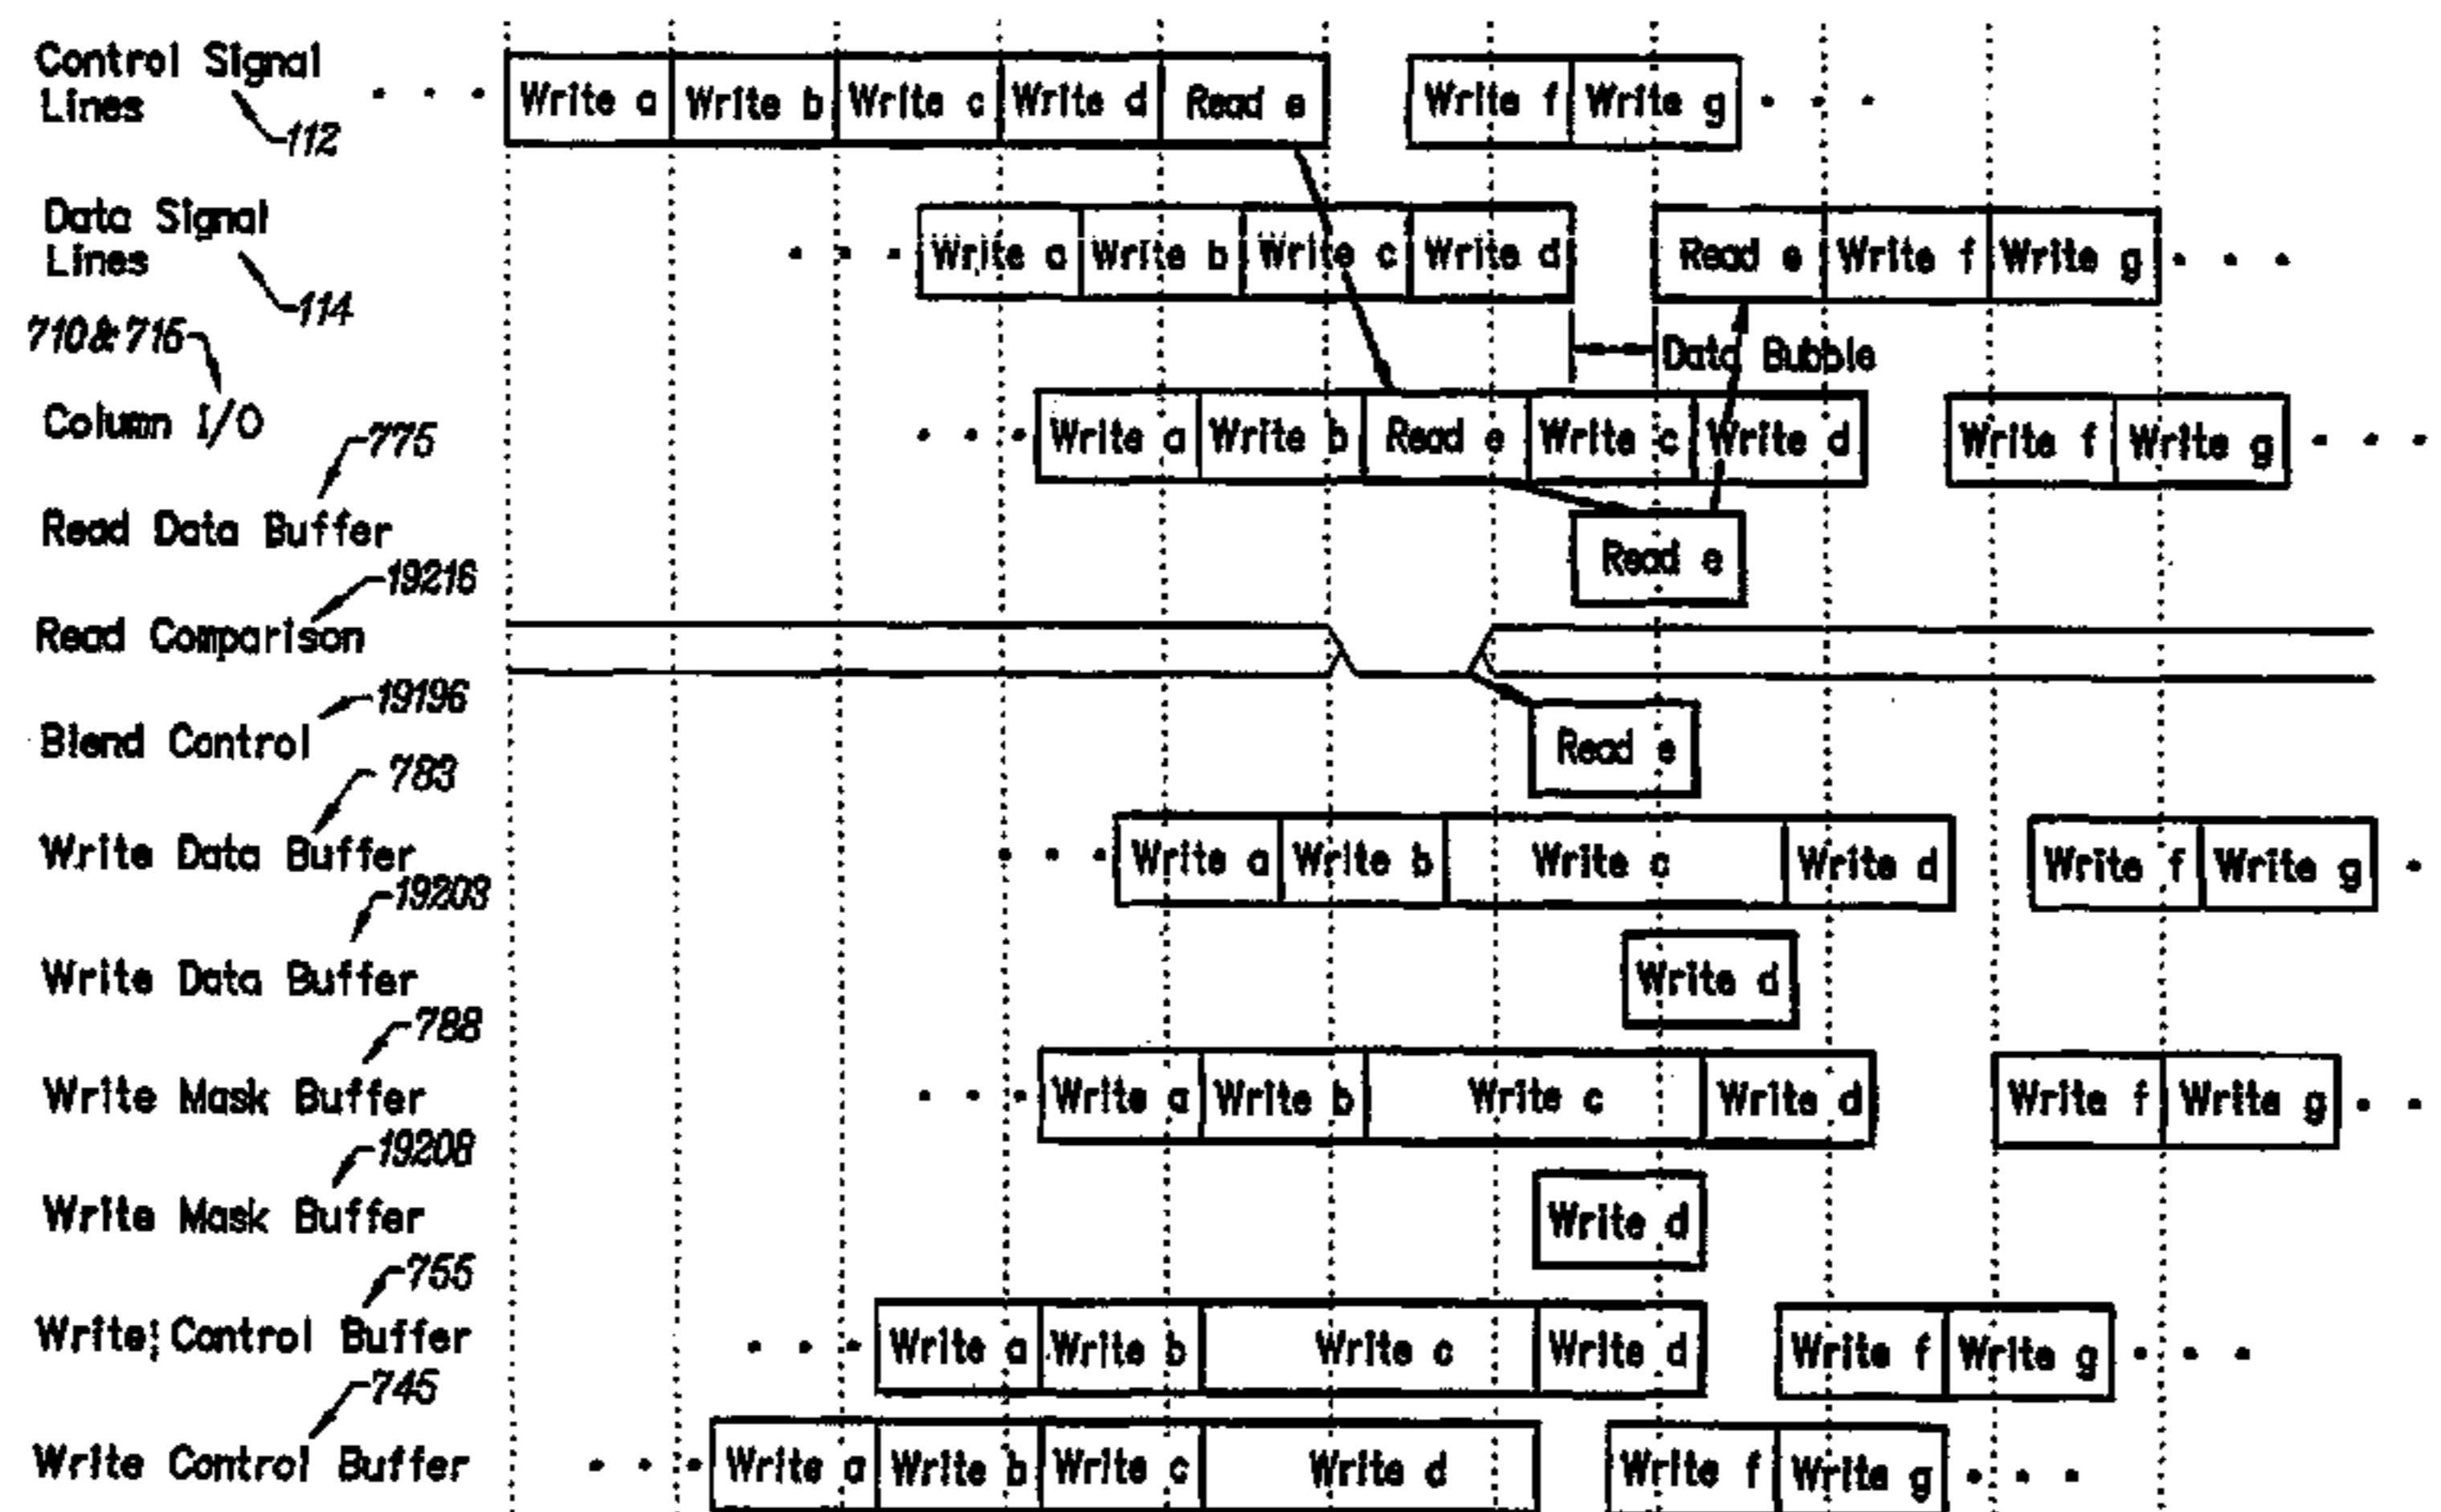 Control Signal
Lines
112
... Write a Write b Write c Write d Read e Write f Write g ...
Data Signal
Lines
114
... Write a Write b Write c Write d Read e Write f Write g ...
710&715
Data Bubble
Column I/O
775
... Write a Write b Read e Write c Write d Write f Write g ...
Read Data Buffer
Read e
19216
Read Comparison
19196
Blend Control
Read e
783
Write Data Buffer
... Write a Write b Write c Write d Write f Write g .
19203
Write Data Buffer
Write d
788
Write Mask Buffer
... Write a Write b Write c Write d Write f Write g ..
19208
Write Mask Buffer
Write d
755
Write Control Buffer
... Write a Write b Write c Write d Write f Write g ...
745
Write Control Buffer
... Write a Write b Write c Write d Write f Write g ...